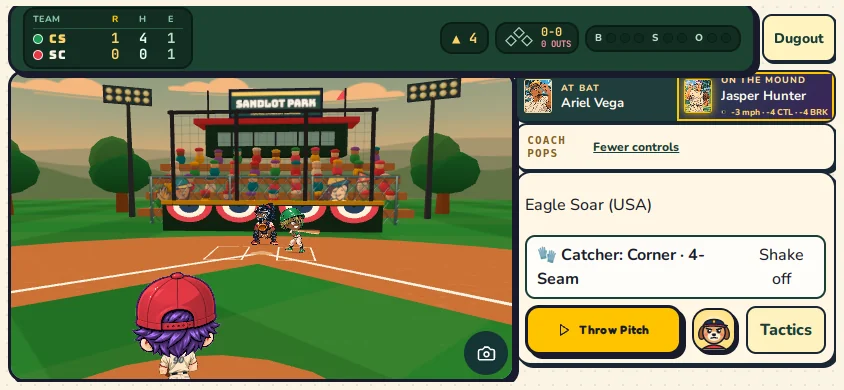 TEAM R H E
CS 1 4 1
SC 0 0 1
▲ 4
0-0
0 OUTS
B S O
Dugout
SANDLOT PARK
AT BAT
Ariel Vega
ON THE MOUND
Jasper Hunter
-3 mph · -4 CTL · -4 BRK
COACH POPS
Fewer controls
Eagle Soar (USA)
Catcher: Corner · 4-
Seam
Shake
off
Throw Pitch
Tactics